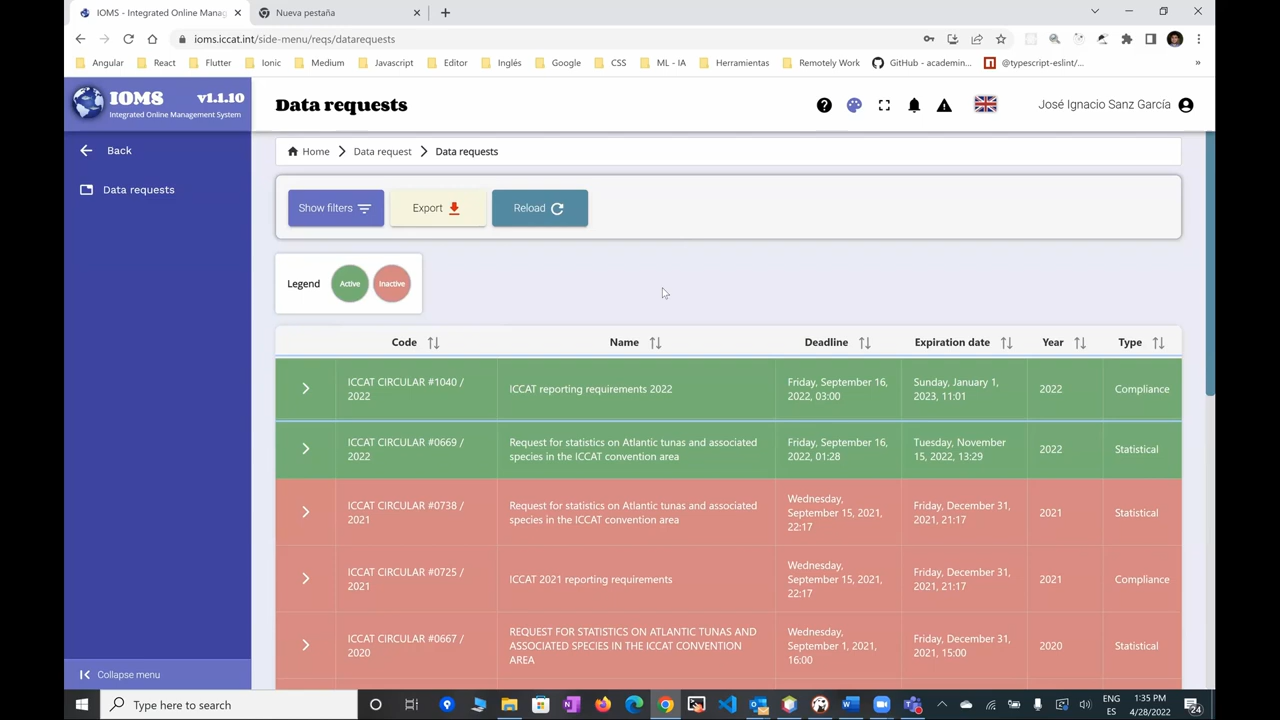 IOMS - Integrated Online Manag
Nueva pestaña
ioms.iccat.int/side-menu/reqs/datarequests
Angular React Flutter Ionic Medium Javascript Editor Inglés Google CSS ML - IA Herramientas Remotely Work GitHub - academin... @typescript-eslint/...
IOMS v1.1.10
Integrated Online Management System
Data requests
José Ignacio Sanz García
Back
Data requests
Home Data request Data requests
Show filters Export Reload
Legend Active Inactive
Code Name Deadline Expiration date Year Type
ICCAT CIRCULAR #1040 /
2022
ICCAT reporting requirements 2022
Friday, September 16,
2022, 03:00
Sunday, January 1,
2023, 11:01
2022
Compliance
ICCAT CIRCULAR #0669 /
2022
Request for statistics on Atlantic tunas and associated
species in the ICCAT convention area
Friday, September 16,
2022, 01:28
Tuesday, November
15, 2022, 13:29
2022
Statistical
ICCAT CIRCULAR #0738 /
2021
Request for statistics on Atlantic tunas and associated
species in the ICCAT convention area
Wednesday,
September 15, 2021,
22:17
Friday, December 31,
2021, 21:17
2021
Statistical
ICCAT CIRCULAR #0725 /
2021
ICCAT 2021 reporting requirements
Wednesday,
September 15, 2021,
22:17
Friday, December 31,
2021, 21:17
2021
Compliance
ICCAT CIRCULAR #0667 /
2020
REQUEST FOR STATISTICS ON ATLANTIC TUNAS AND
ASSOCIATED SPECIES IN THE ICCAT CONVENTION
AREA
Wednesday,
September 1, 2021,
16:00
Friday, December 31,
2021, 15:00
2020
Statistical
Collapse menu
Type here to search
ENG
ES
1:35 PM
4/28/2022
24